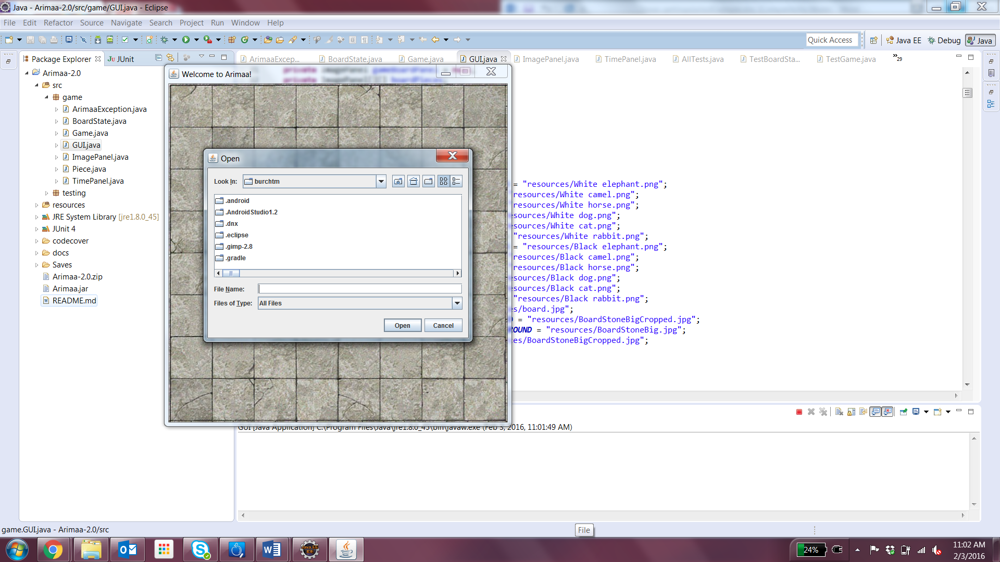 Java - Arimaa-2.0/src/game/GUI.java - Eclipse
File Edit Refactor Source Navigate Search Project Run Window Help
Quick Access
Java EE
Debug
Java
Package Explorer
JUnit
ArimaaExcep...
BoardState.java
Game.java
GUI.java
ImagePanel.java
TimePanel.java
AllTests.java
TestBoardSta...
TestGame.java
29
Arimaa-2.0
src
game
ArimaaException.java
BoardState.java
Game.java
GUI.java
ImagePanel.java
Piece.java
TimePanel.java
testing
resources
JRE System Library [jre1.8.0_45]
JUnit 4
codecover
docs
Saves
Arimaa-2.0.zip
Arimaa.jar
README.md
Welcome to Arimaa!
Open
Look In: burchtm
.android
.AndroidStudio1.2
.dnx
.eclipse
.gimp-2.8
.gradle
File Name:
Files of Type: All Files
Open Cancel
= "resources/White elephant.png";
resources/White camel.png";
resources/White horse.png";
sources/White dog.png";
sources/White cat.png";
"resources/White rabbit.png";
= "resources/Black elephant.png";
resources/Black camel.png";
resources/Black horse.png";
sources/Black dog.png";
sources/Black cat.png";
"resources/Black rabbit.png";
s/board.jpg";
= "resources/BoardStoneBigCropped.jpg";
ROUND = "resources/BoardStoneBig.jpg";
es/BoardStoneBigCropped.jpg";
GUI [Java Application] C:\Program Files\Java\jre1.8.0_45\bin\javaw.exe (Feb 3, 2016, 11:01:49 AM)
game.GUI.java - Arimaa-2.0/src
File
24%
11:02 AM
2/3/2016